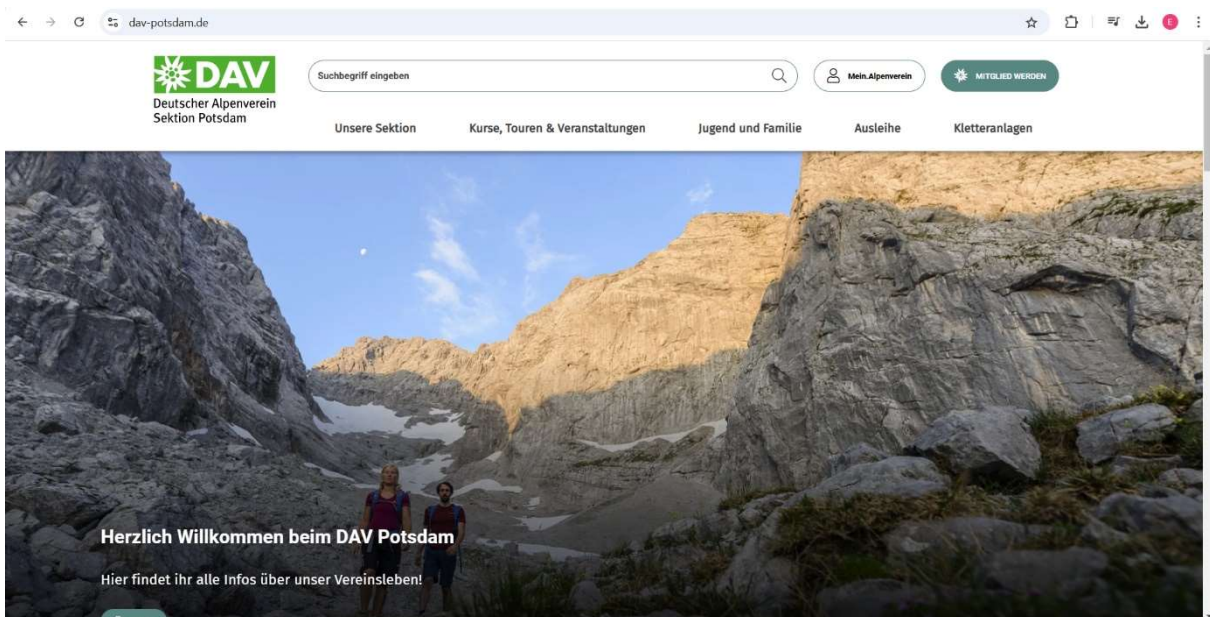 dav-potsdam.de
E
DAV
Deutscher Alpenverein
Sektion Potsdam
Suchbegriff eingeben
Mein.Alpenverein
MITGLIED WERDEN
Unsere Sektion
Kurse, Touren & Veranstaltungen
Jugend und Familie
Ausleihe
Kletteranlagen
Herzlich Willkommen beim DAV Potsdam
Hier findet ihr alle Infos über unser Vereinsleben!